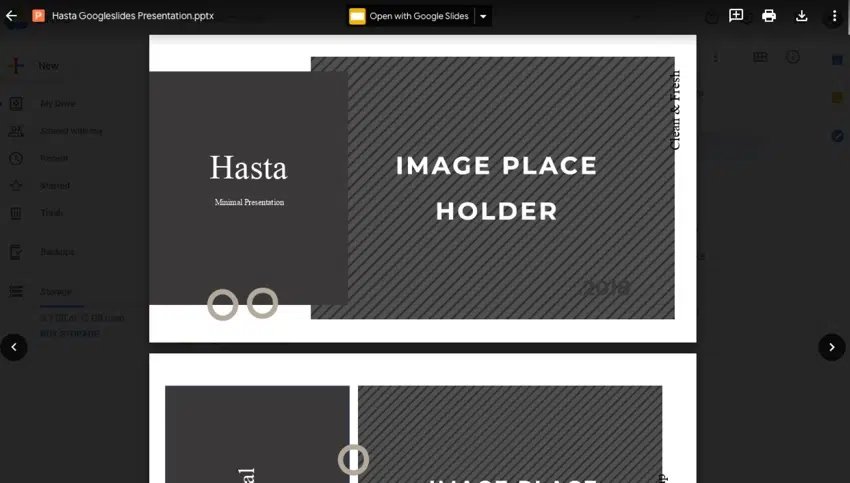 Hasta Googleslides Presentation.pptx
Open with Google Slides
New
My Drive
Shared with me
Recent
Starred
Trash
Backups
Storage
BUY STORAGE
Hasta
Minimal Presentation
IMAGE PLACE
HOLDER
Clean & Fresh
2018
IMAGE PLACE